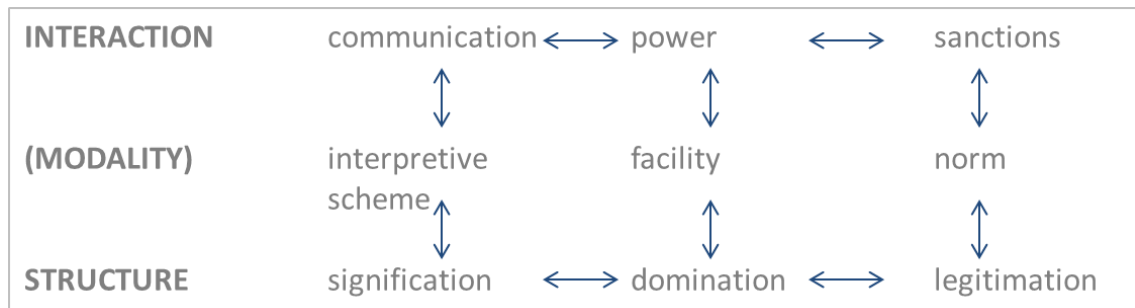 INTERACTION communication power sanctions
(MODALITY) interpretive facility norm
scheme
STRUCTURE signification domination legitimation